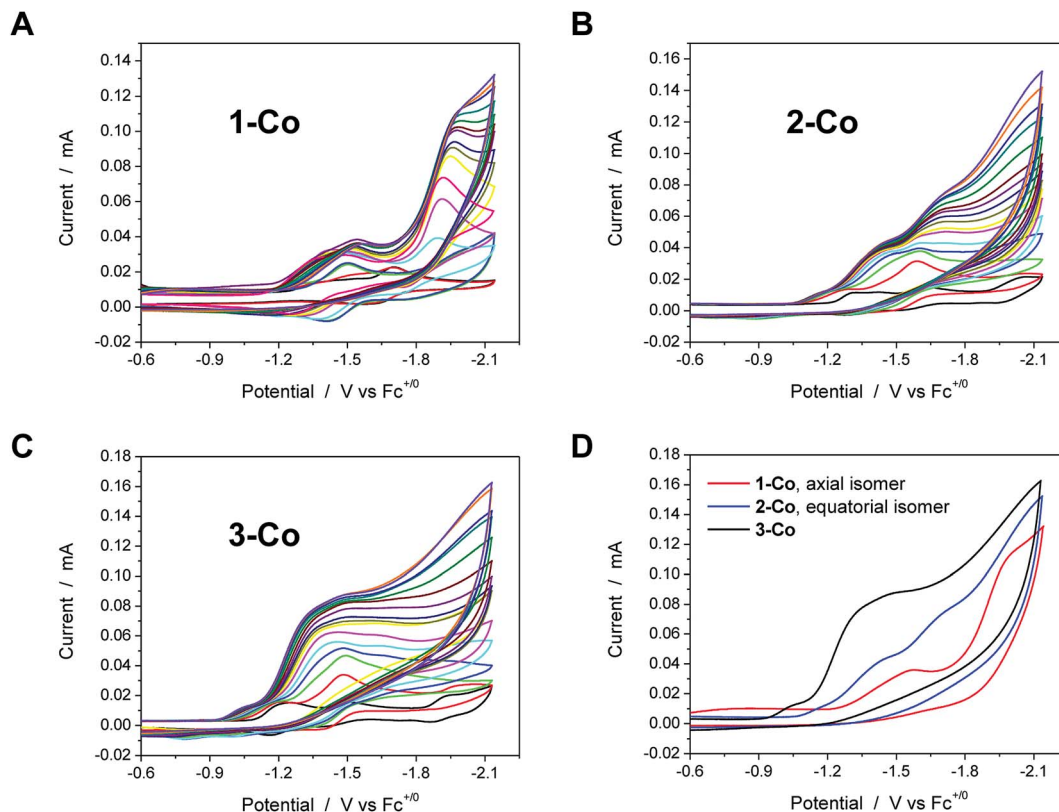 A
B
1-Co
2-Co
0.14
0.12
0.10
0.08
0.06
0.04
0.02
0.00
-0.02
Current / mA
-0.6 -0.9 -1.2 -1.5 -1.8 -2.1
Potential / V vs Fc+/0
0.16
0.14
0.12
0.10
0.08
0.06
0.04
0.02
0.00
-0.02
Current / mA
-0.6 -0.9 -1.2 -1.5 -1.8 -2.1
Potential / V vs Fc+/0
C
D
3-Co
0.18
0.16
0.14
0.12
0.10
0.08
0.06
0.04
0.02
0.00
-0.02
Current / mA
-0.6 -0.9 -1.2 -1.5 -1.8 -2.1
Potential / V vs Fc+/0
1-Co, axial isomer
2-Co, equatorial isomer
3-Co
0.18
0.16
0.14
0.12
0.10
0.08
0.06
0.04
0.02
0.00
-0.02
Current / mA
-0.6 -0.9 -1.2 -1.5 -1.8 -2.1
Potential / V vs Fc+/0